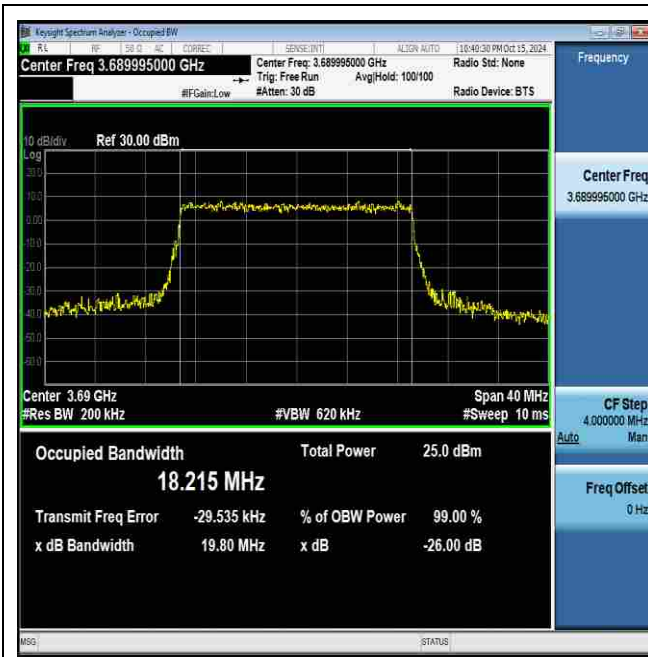 Keysight Spectrum Analyzer - Occupied BW
RL RF 50 Ω AC CORREC SENSE:INT ALIGN AUTO 10:40:30 PM Oct 15, 2024
Center Freq 3.689995000 GHz
Center Freq: 3.689995000 GHz Radio Std: None
Trig: Free Run Avg|Hold: 100/100
#IFGain:Low #Atten: 30 dB Radio Device: BTS
10 dB/div Ref 30.00 dBm
Log
20.0
10.0
0.00
-10.0
-20.0
-30.0
-40.0
-50.0
-60.0
Center 3.69 GHz Span 40 MHz
#Res BW 200 kHz #VBW 620 kHz #Sweep 10 ms
Occupied Bandwidth Total Power 25.0 dBm
18.215 MHz
Transmit Freq Error -29.535 kHz % of OBW Power 99.00 %
x dB Bandwidth 19.80 MHz x dB -26.00 dB
MSG STATUS
Frequency
Center Freq
3.689995000 GHz
CF Step
4.000000 MHz
Auto Man
Freq Offset
0 Hz